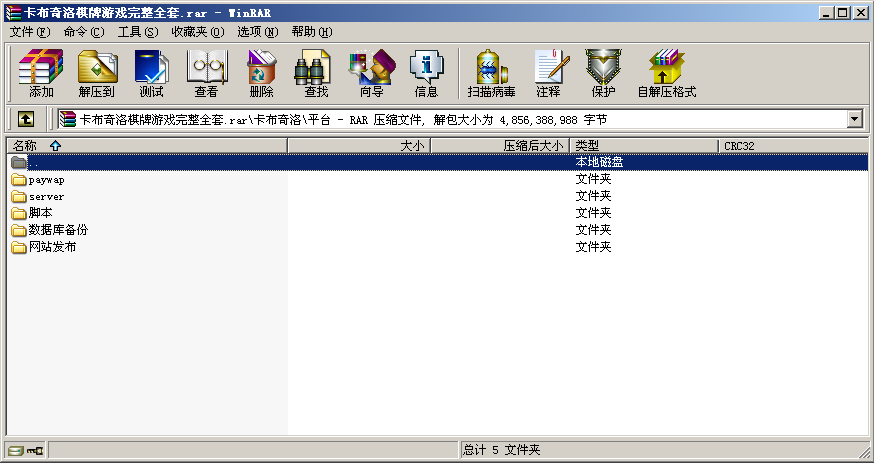 卡布奇洛棋牌游戏完整全套.rar - WinRAR
文件(F) 命令(C) 工具(S) 收藏夹(O) 选项(N) 帮助(H)
添加 解压到 测试 查看 删除 查找 向导 信息 扫描病毒 注释 保护 自解压格式
卡布奇洛棋牌游戏完整全套.rar\卡布奇洛\平台 - RAR 压缩文件, 解包大小为 4,856,388,988 字节
名称 大小 压缩后大小 类型 CRC32
.. 本地磁盘
paywap 文件夹
server 文件夹
脚本 文件夹
数据库备份 文件夹
网站发布 文件夹
总计 5 文件夹